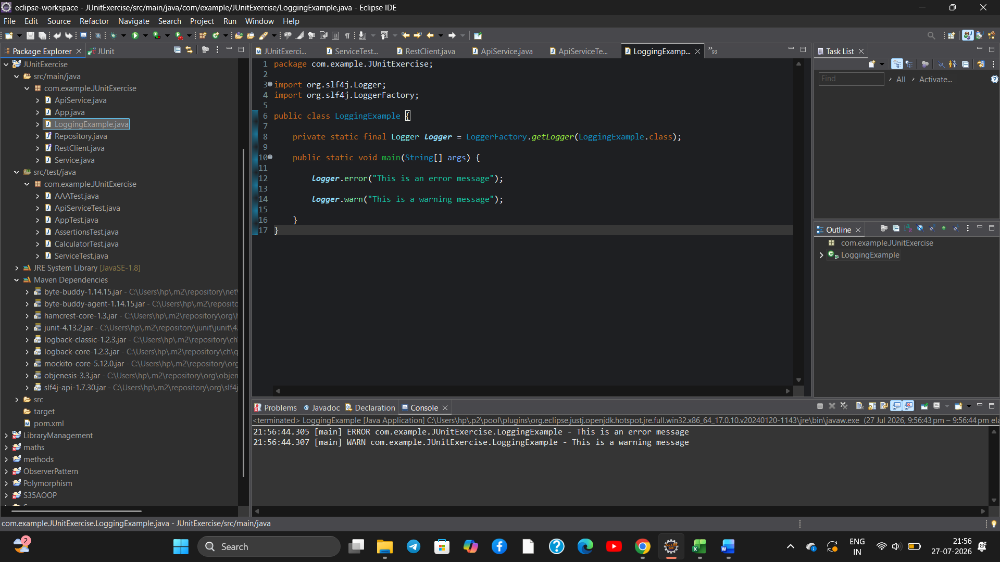 eclipse-workspace - JUnitExercise/src/main/java/com/example/JUnitExercise/LoggingExample.java - Eclipse IDE
File Edit Source Refactor Navigate Search Project Run Window Help
Package Explorer
JUnit
JUnitExercise
src/main/java
com.example.JUnitExercise
ApiService.java
App.java
LoggingExample.java
Repository.java
RestClient.java
Service.java
src/test/java
com.example.JUnitExercise
AAATest.java
ApiServiceTest.java
AppTest.java
AssertionsTest.java
CalculatorTest.java
ServiceTest.java
JRE System Library [JavaSE-1.8]
Maven Dependencies
byte-buddy-1.14.15.jar - C:\Users\hp\.m2\repository\net\
byte-buddy-agent-1.14.15.jar - C:\Users\hp\.m2\reposito
hamcrest-core-1.3.jar - C:\Users\hp\.m2\repository\org\h
junit-4.13.2.jar - C:\Users\hp\.m2\repository\junit\junit\4.
logback-classic-1.2.3.jar - C:\Users\hp\.m2\repository\ch\
logback-core-1.2.3.jar - C:\Users\hp\.m2\repository\ch\q
mockito-core-5.12.0.jar - C:\Users\hp\.m2\repository\org
objenesis-3.3.jar - C:\Users\hp\.m2\repository\org\objen
slf4j-api-1.7.30.jar - C:\Users\hp\.m2\repository\org\slf4j
src
target
pom.xml
LibraryManagement
maths
methods
ObserverPattern
Polymorphism
S35AOOP
JUnitExerci...
ServiceTest...
RestClient.java
ApiService.java
ApiServiceTe...
LoggingExamp...
93
1 package com.example.JUnitExercise;
2
3 import org.slf4j.Logger;
4 import org.slf4j.LoggerFactory;
5
6 public class LoggingExample {
7
8 private static final Logger logger = LoggerFactory.getLogger(LoggingExample.class);
9
10 public static void main(String[] args) {
11
12 logger.error("This is an error message");
13
14 logger.warn("This is a warning message");
15
16 }
17 }
Task List
Find
All
Activate...
Outline
com.example.JUnitExercise
LoggingExample
Problems
Javadoc
Declaration
Console
<terminated> LoggingExample [Java Application] C:\Users\hp\.p2\pool\plugins\org.eclipse.justj.openjdk.hotspot.jre.full.win32.x86_64_17.0.10.v20240120-1143\jre\bin\javaw.exe (27 Jul 2026, 9:56:43 pm – 9:56:44 pm ela
21:56:44.305 [main] ERROR com.example.JUnitExercise.LoggingExample - This is an error message
21:56:44.307 [main] WARN com.example.JUnitExercise.LoggingExample - This is a warning message
com.example.JUnitExercise.LoggingExample.java - JUnitExercise/src/main/java
2
Search
ENG
IN
21:56
27-07-2026